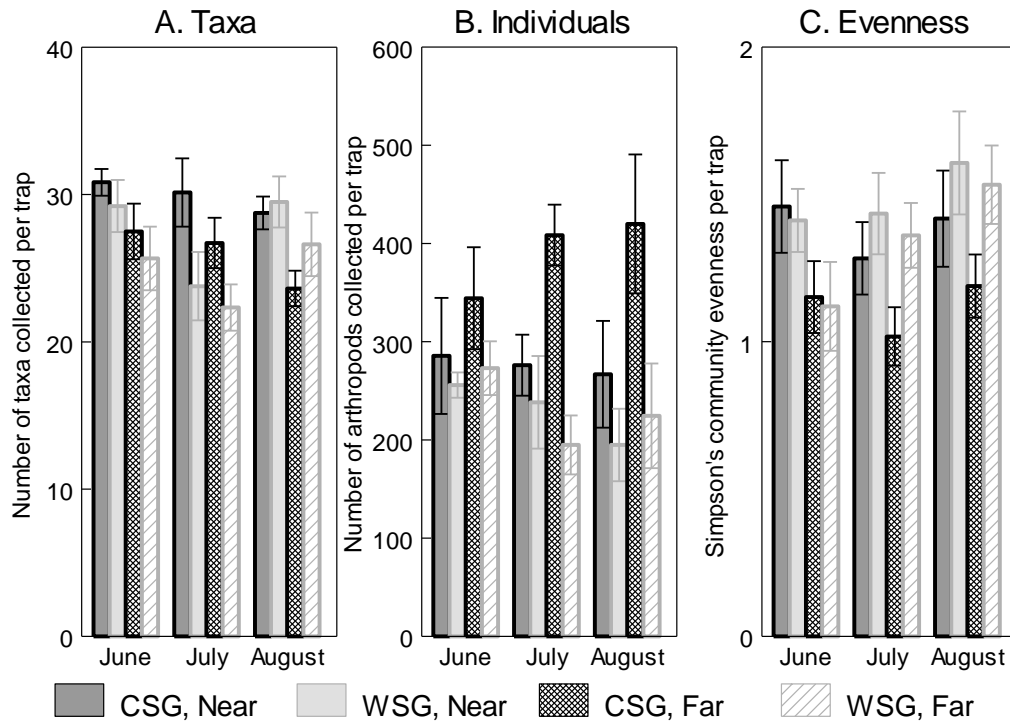 A. Taxa
Number of taxa collected per trap
40
30
20
10
0
June July August
B. Individuals
Number of arthropods collected per trap
600
500
400
300
200
100
0
June July August
C. Evenness
Simpson's community evenness per trap
2
1
0
June July August
CSG, Near WSG, Near CSG, Far WSG, Far